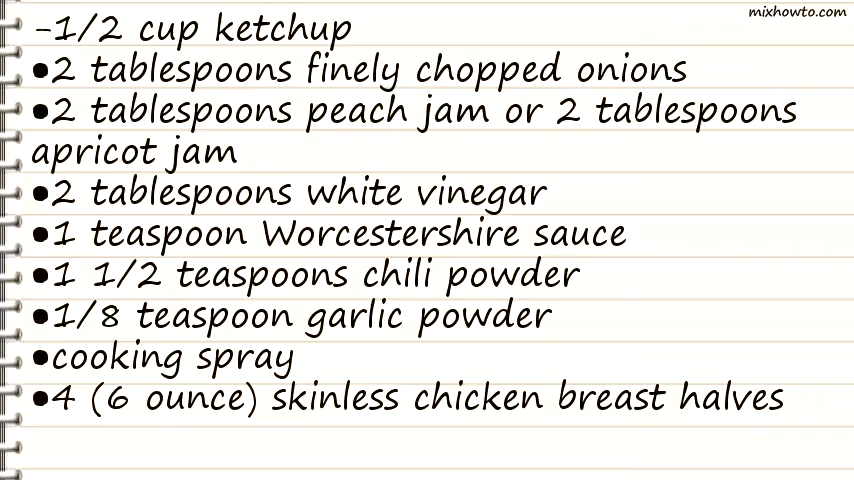 mixhowto.com
-1/2 cup ketchup
●2 tablespoons finely chopped onions
●2 tablespoons peach jam or 2 tablespoons
apricot jam
●2 tablespoons white vinegar
●1 teaspoon Worcestershire sauce
●1 1/2 teaspoons chili powder
●1/8 teaspoon garlic powder
●cooking spray
●4 (6 ounce) skinless chicken breast halves